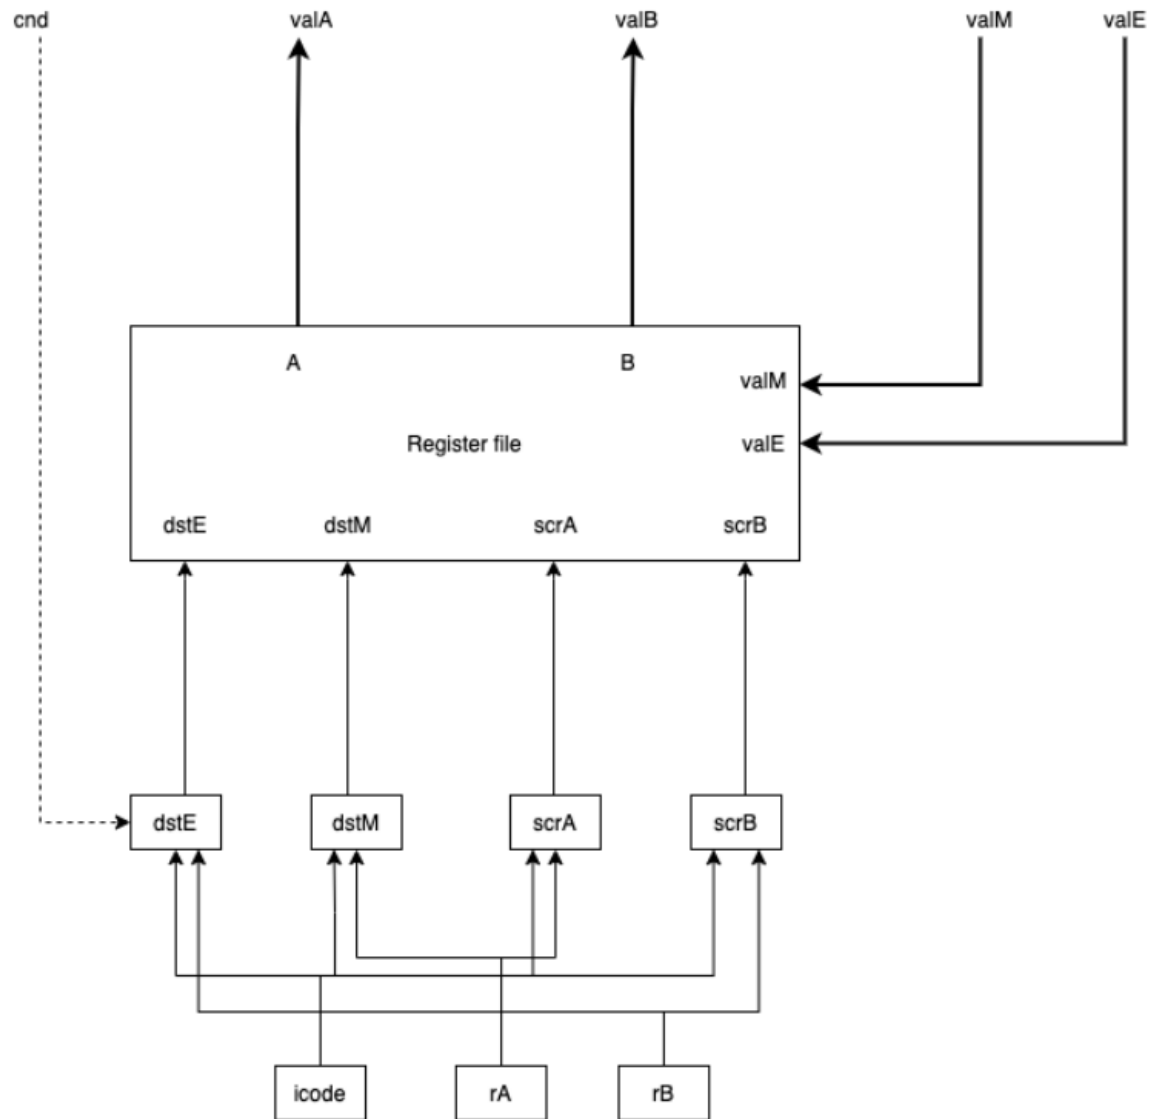 cnd
valA
valB
valM
valE
A
B
valM
Register file
valE
dstE
dstM
scrA
scrB
dstE
dstM
scrA
scrB
icode
rA
rB